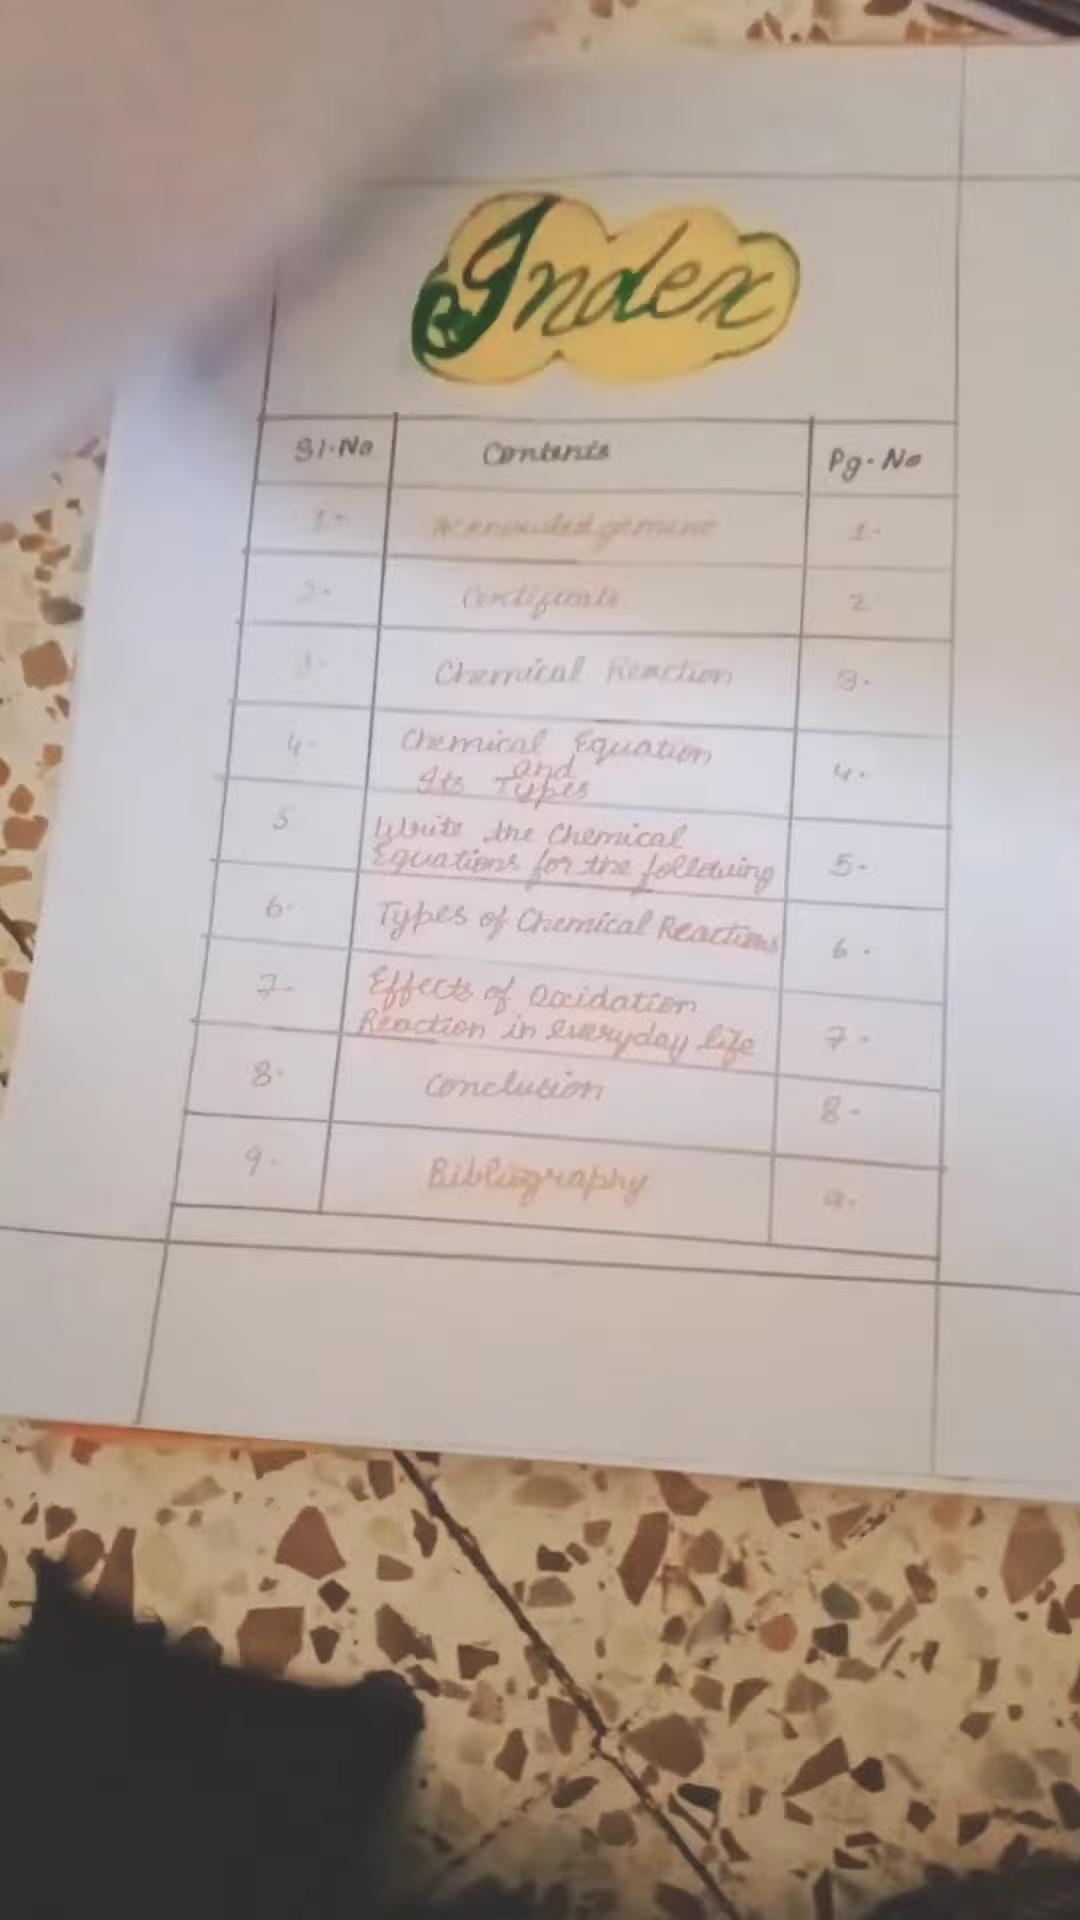 Index
Sl.No Contents Pg.No
1. 1.
2. Certificate 2
3. Chemical Reaction 3.
4. Chemical Equation 4.
and
Its Types
5 Write the Chemical 5.
Equations for the following
6. Types of Chemical Reactions 6.
7. Effects of Oxidation 7.
Reaction in everyday life
8. Conclusion 8.
9. Bibliography 9.